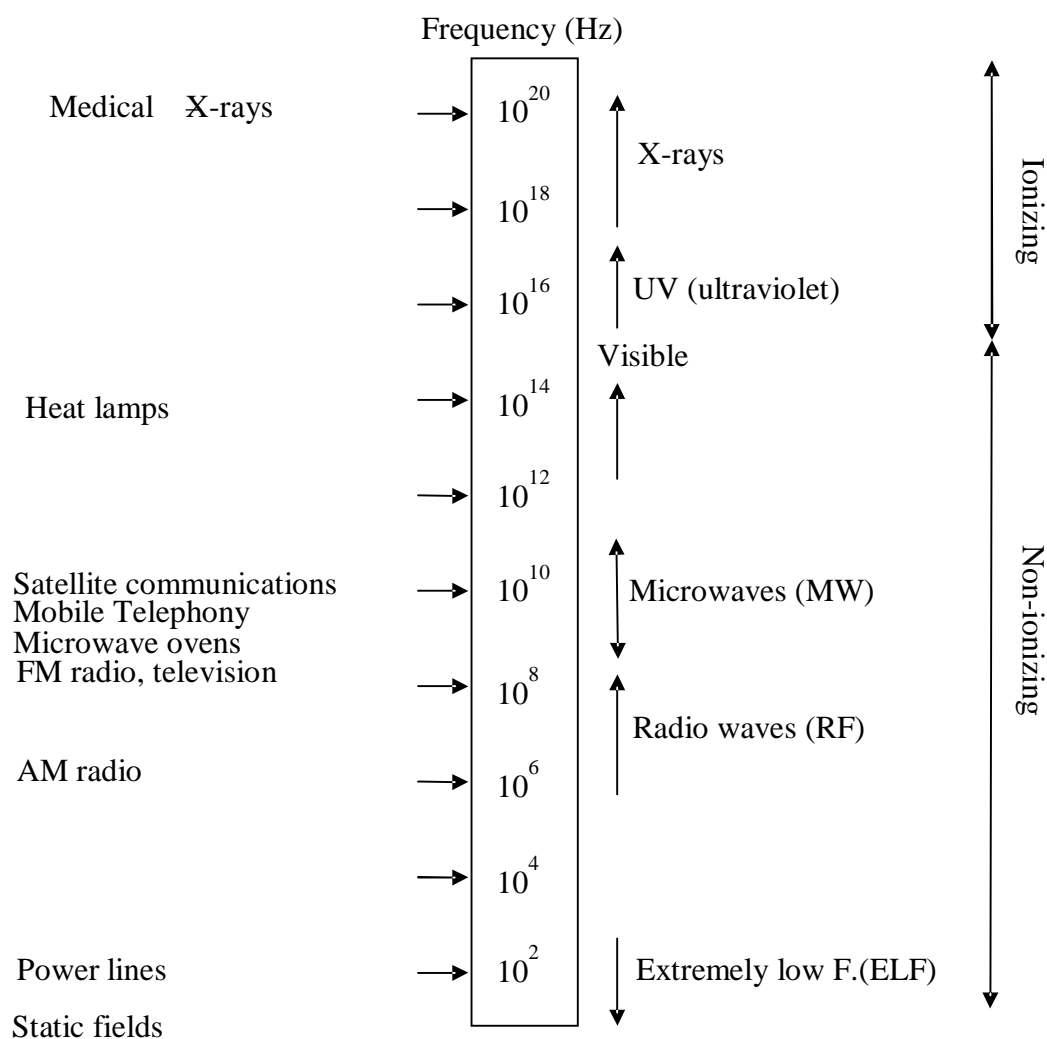 Frequency (Hz)
Medical X-rays
10^20
X-rays
10^18
Ionizing
10^16
UV (ultraviolet)
Visible
Heat lamps
10^14
10^12
Satellite communications
10^10
Microwaves (MW)
Mobile Telephony
Microwave ovens
FM radio, television
10^8
Non-ionizing
Radio waves (RF)
AM radio
10^6
10^4
Power lines
10^2
Extremely low F.(ELF)
Static fields